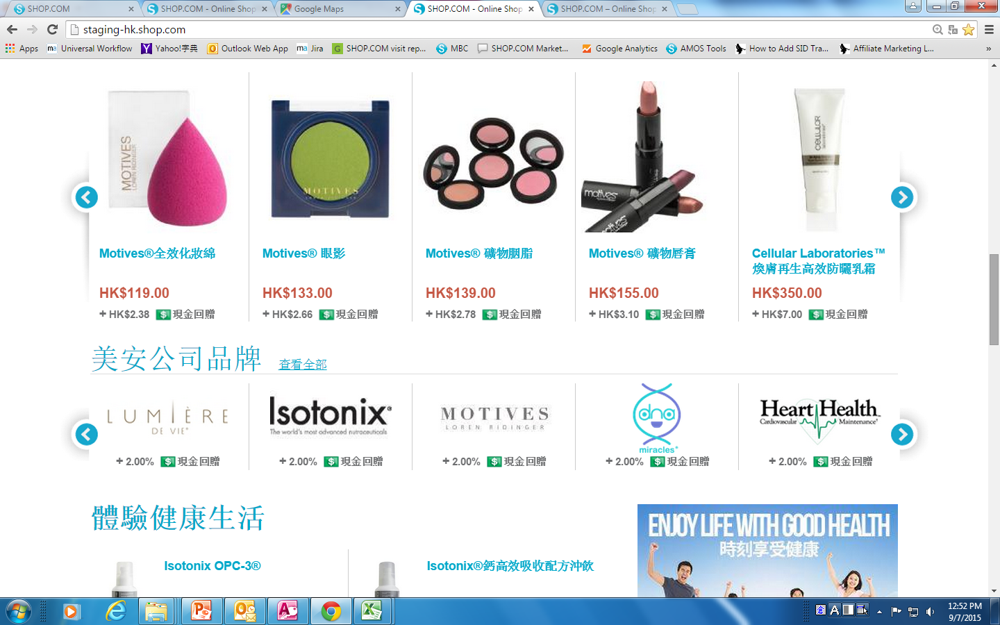 SHOP.COM
SHOP.COM - Online Shop
Google Maps
SHOP.COM - Online Shop
SHOP.COM – Online Shop
staging-hk.shop.com
Apps
Universal Workflow
Yahoo!字典
Outlook Web App
Jira
SHOP.COM visit rep...
MBC
SHOP.COM Market...
Google Analytics
AMOS Tools
How to Add SID Tra...
Affiliate Marketing L...
»
MOTIVES
LOREN RIDINGER
MOTIVES
motives
motives
CELLULAR
Motives®全效化妝綿
Motives® 眼影
Motives® 礦物胭脂
Motives® 礦物唇膏
Cellular Laboratories™
煥膚再生高效防曬乳霜
HK$119.00
HK$133.00
HK$139.00
HK$155.00
HK$350.00
+ HK$2.38 $ 現金回贈
+ HK$2.66 $ 現金回贈
+ HK$2.78 $ 現金回贈
+ HK$3.10 $ 現金回贈
+ HK$7.00 $ 現金回贈
美安公司品牌 查看全部
LUMIÈRE
DE VIE®
Isotonix®
The world's most advanced nutraceuticals
MOTIVES
LOREN RIDINGER
dna
miracles®
Heart Health™
Cardiovascular Maintenance®
+ 2.00% $ 現金回贈
+ 2.00% $ 現金回贈
+ 2.00% $ 現金回贈
+ 2.00% $ 現金回贈
+ 2.00% $ 現金回贈
體驗健康生活
ENJOY LIFE WITH GOOD HEALTH
時刻享受健康
Isotonix OPC-3®
Isotonix®鈣高效吸收配方沖飲
12:52 PM
9/7/2015